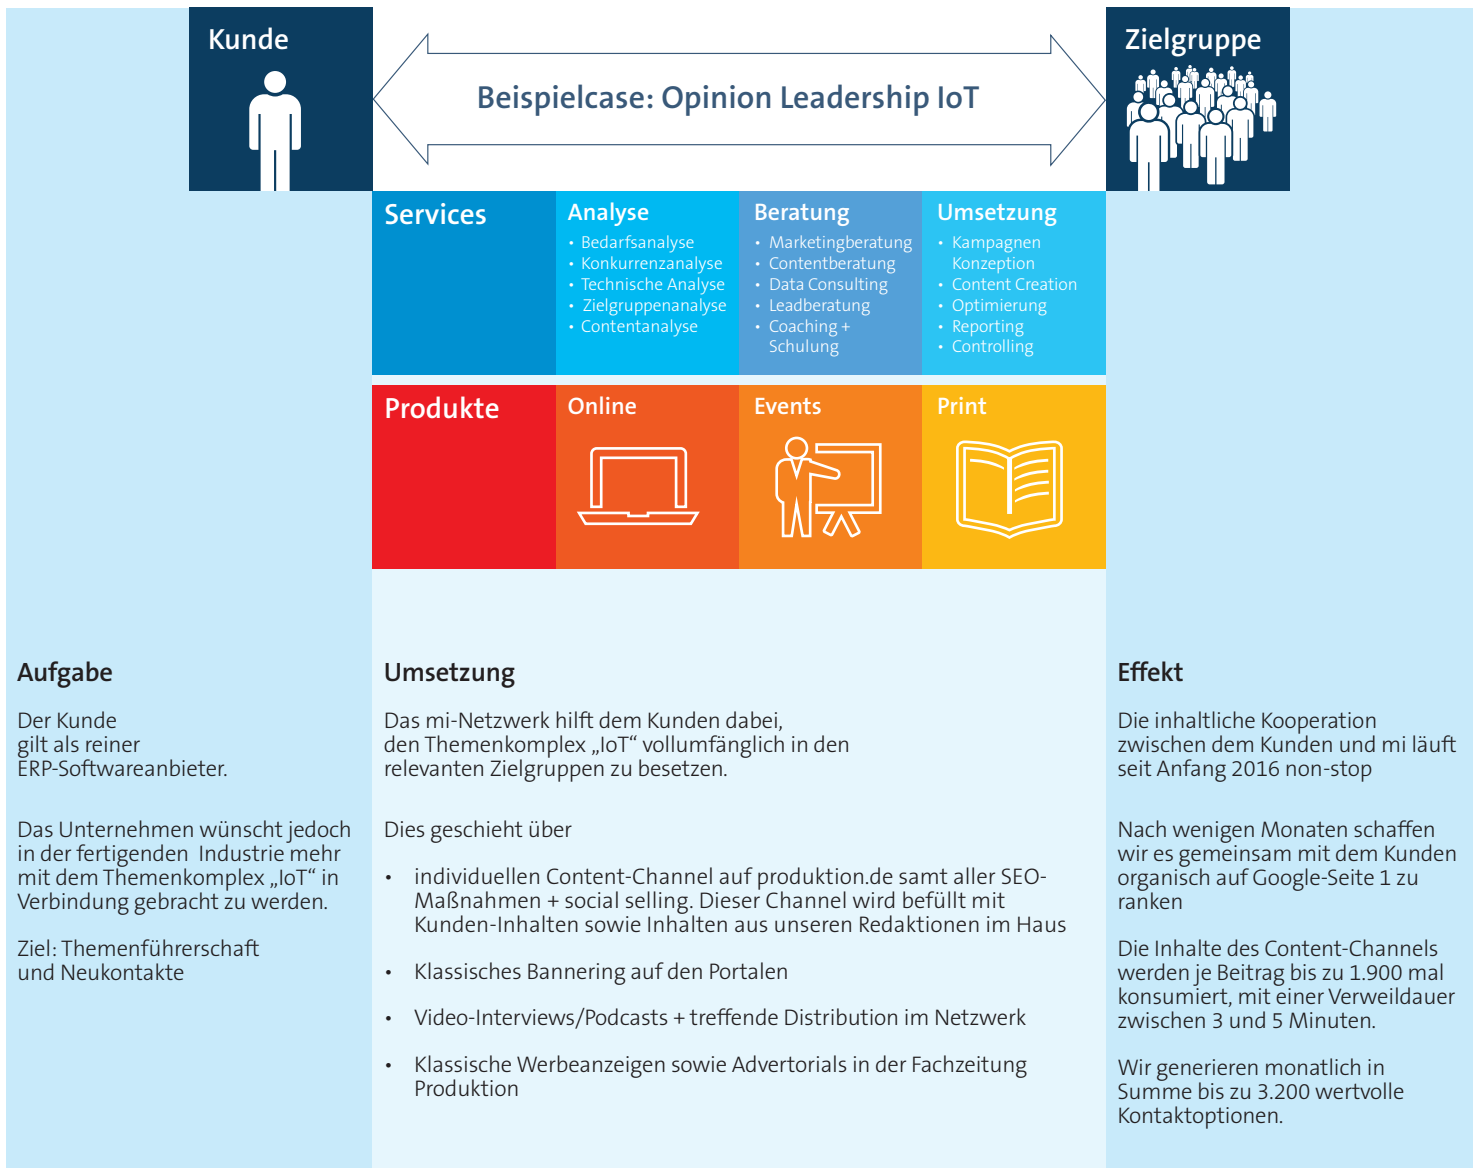 Kunde
Beispielcase: Opinion Leadership IoT
Zielgruppe
Services
Analyse
• Bedarfsanalyse
• Konkurrenzanalyse
• Technische Analyse
• Zielgruppenanalyse
• Contentanalyse
Beratung
• Marketingberatung
• Contentberatung
• Data Consulting
• Leadberatung
• Coaching +
Schulung
Umsetzung
• Kampagnen
Konzeption
• Content Creation
• Optimierung
• Reporting
• Controlling
Produkte
Online
Events
Print
Aufgabe
Der Kunde
gilt als reiner
ERP-Softwareanbieter.
Das Unternehmen wünscht jedoch
in der fertigenden Industrie mehr
mit dem Themenkomplex „IoT“ in
Verbindung gebracht zu werden.
Ziel: Themenführerschaft
und Neukontakte
Umsetzung
Das mi-Netzwerk hilft dem Kunden dabei,
den Themenkomplex „IoT“ vollumfänglich in den
relevanten Zielgruppen zu besetzen.
Dies geschieht über
• individuellen Content-Channel auf produktion.de samt aller SEO-
Maßnahmen + social selling. Dieser Channel wird befüllt mit
Kunden-Inhalten sowie Inhalten aus unseren Redaktionen im Haus
• Klassisches Bannering auf den Portalen
• Video-Interviews/Podcasts + treffende Distribution im Netzwerk
• Klassische Werbeanzeigen sowie Advertorials in der Fachzeitung
Produktion
Effekt
Die inhaltliche Kooperation
zwischen dem Kunden und mi läuft
seit Anfang 2016 non-stop
Nach wenigen Monaten schaffen
wir es gemeinsam mit dem Kunden
organisch auf Google-Seite 1 zu
ranken
Die Inhalte des Content-Channels
werden je Beitrag bis zu 1.900 mal
konsumiert, mit einer Verweildauer
zwischen 3 und 5 Minuten.
Wir generieren monatlich in
Summe bis zu 3.200 wertvolle
Kontaktoptionen.